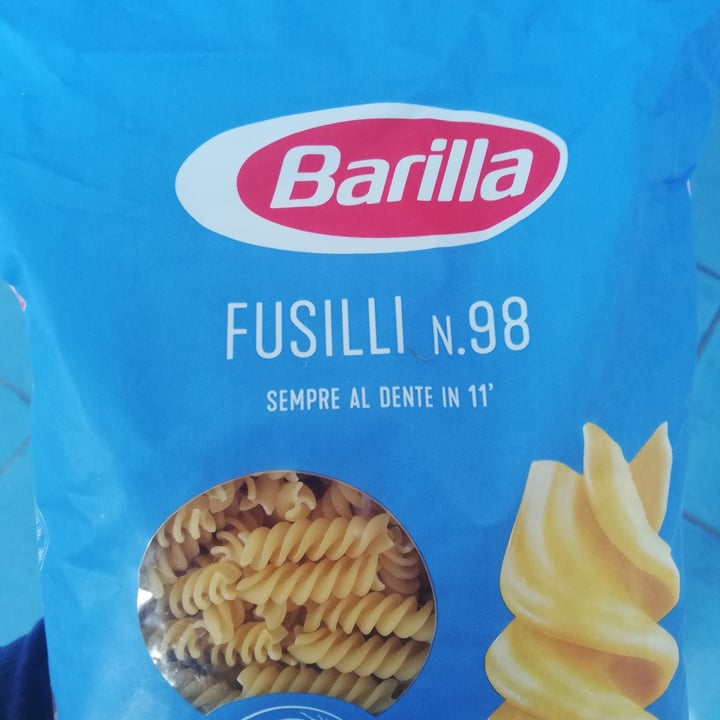 Barilla
FUSILLI N.98
SEMPRE AL DENTE IN 11'